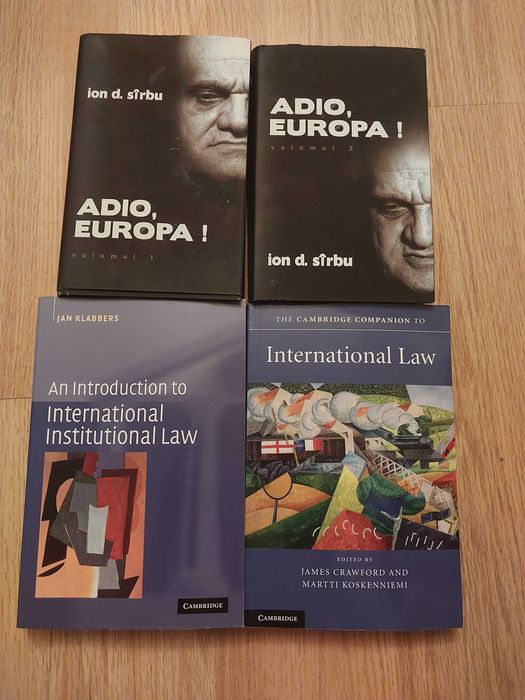 ion d. sîrbu
ADIO,
EUROPA !
volumul 1
ADIO,
EUROPA !
volumul 2
ion d. sîrbu
JAN KLABBERS
An Introduction to
International
Institutional Law
CAMBRIDGE
THE CAMBRIDGE COMPANION TO
International Law
EDITED BY
JAMES CRAWFORD AND
MARTTI KOSKENNIEMI
CAMBRIDGE